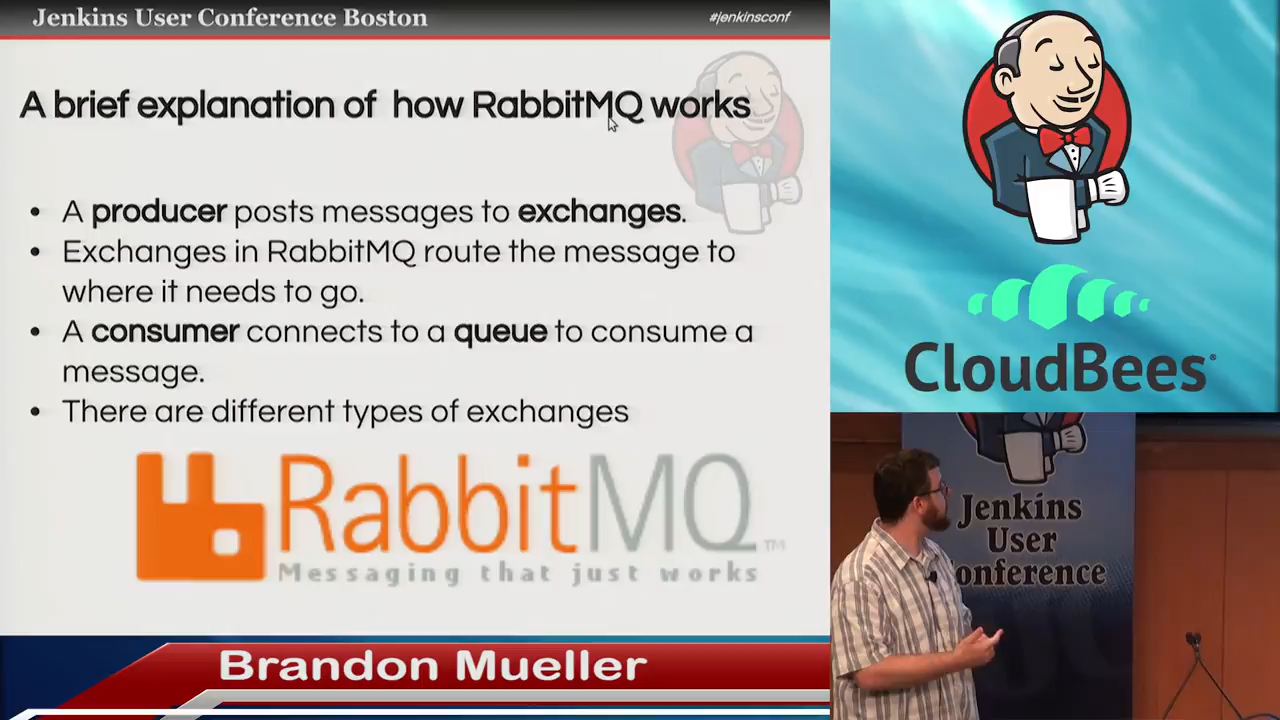 Jenkins User Conference Boston
#jenkinsconf
A brief explanation of how RabbitMQ works
• A producer posts messages to exchanges.
• Exchanges in RabbitMQ route the message to
where it needs to go.
• A consumer connects to a queue to consume a
message.
• There are different types of exchanges
RabbitMQ™
Messaging that just works
Brandon Mueller
CloudBees®
Jenkins
User
Conference